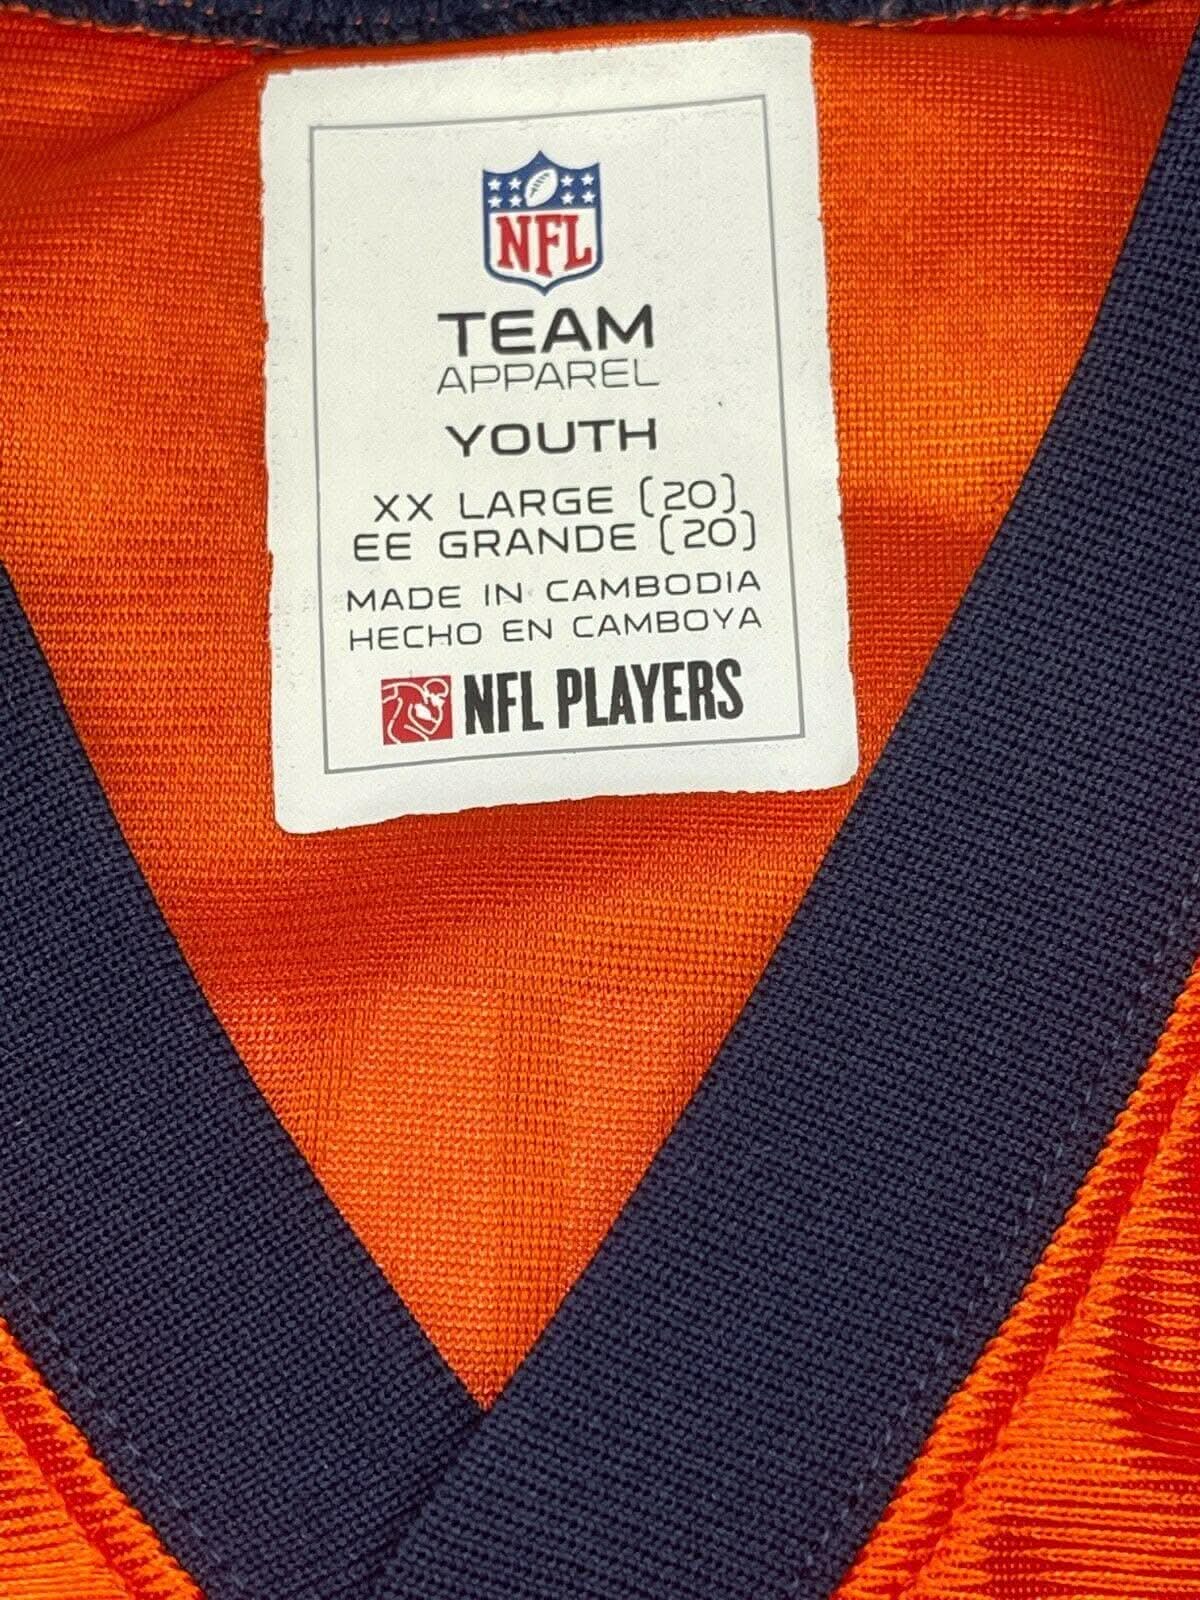 NFL
TEAM
APPAREL
YOUTH
XX LARGE (20)
EE GRANDE (20)
MADE IN CAMBODIA
HECHO EN CAMBOYA
NFL PLAYERS